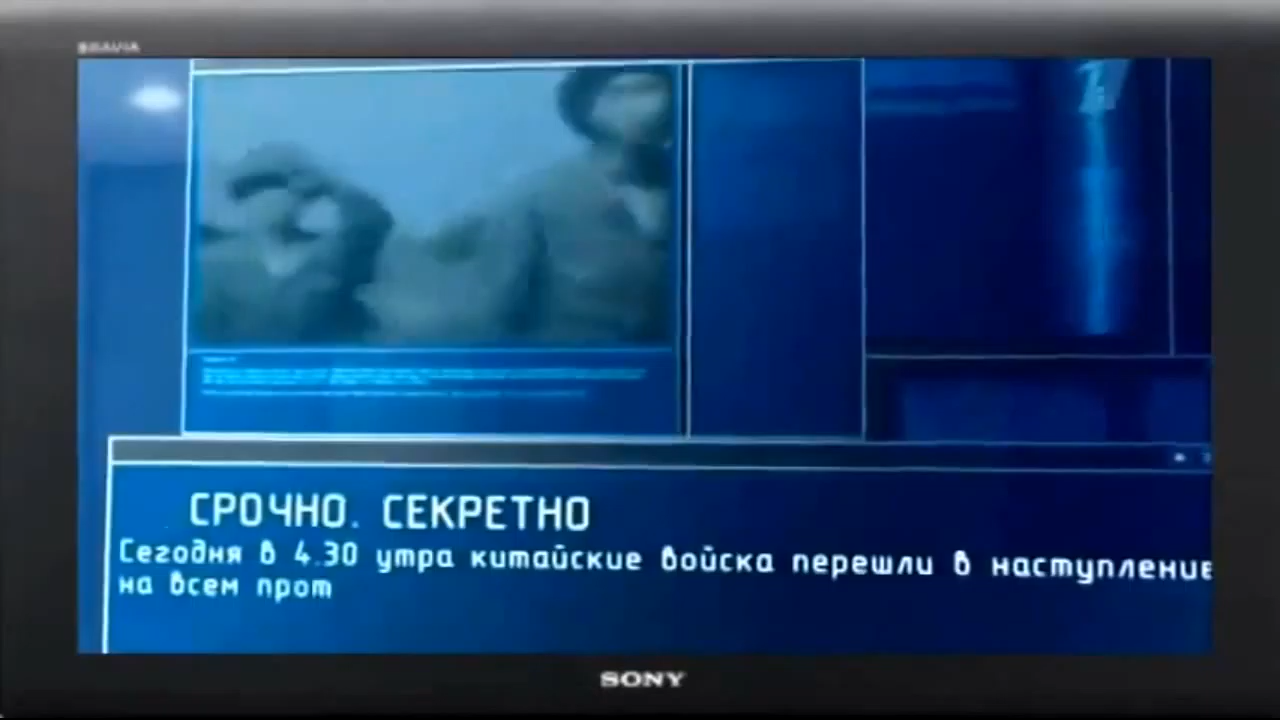 BRAVIA
СРОЧНО. СЕКРЕТНО
Сегодня в 4.30 утра китайские войска перешли в наступление
на всем прот
SONY